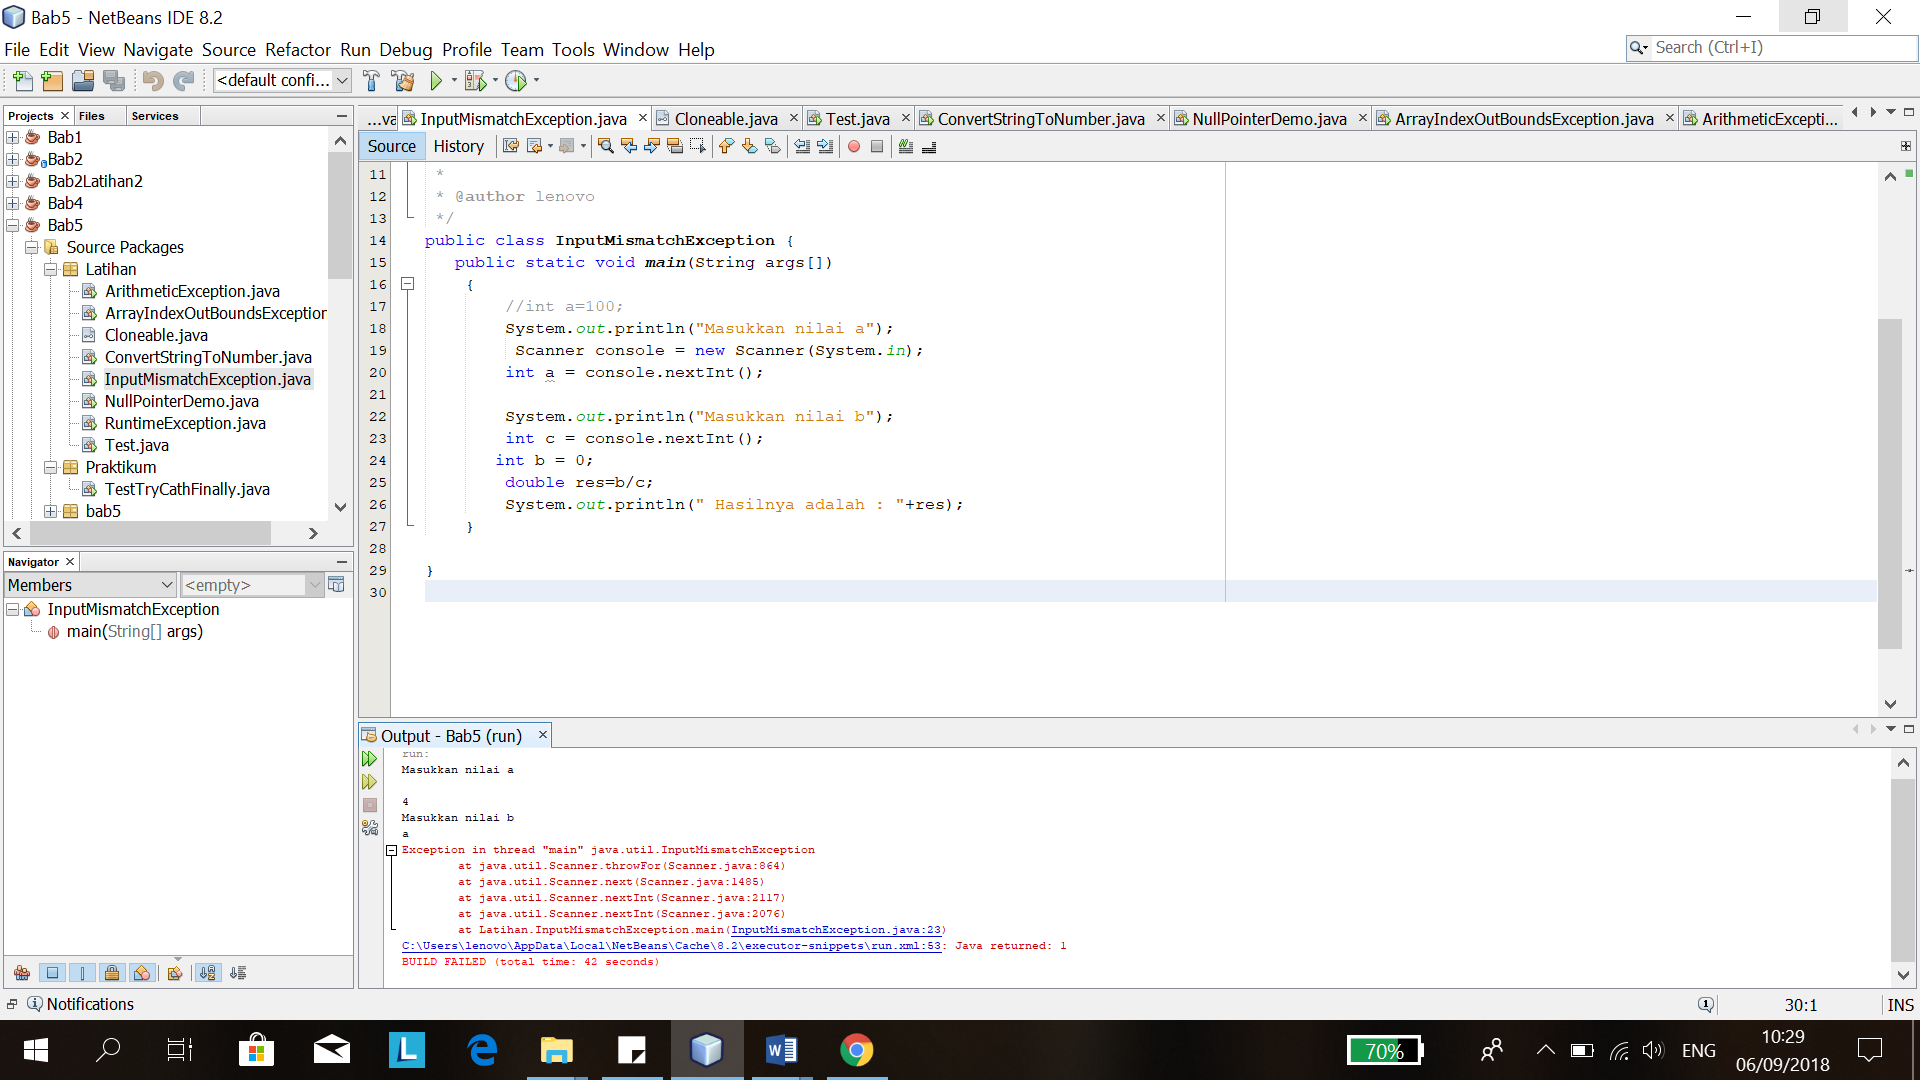 Bab5 - NetBeans IDE 8.2
File Edit View Navigate Source Refactor Run Debug Profile Team Tools Window Help
Search (Ctrl+I)
<default confi...
Projects Files Services
Bab1
Bab2
Bab2Latihan2
Bab4
Bab5
Source Packages
Latihan
ArithmeticException.java
ArrayIndexOutBoundsException
Cloneable.java
ConvertStringToNumber.java
InputMismatchException.java
NullPointerDemo.java
RuntimeException.java
Test.java
Praktikum
TestTryCathFinally.java
bab5
Navigator
Members <empty>
InputMismatchException
main(String[] args)
...va InputMismatchException.java Cloneable.java Test.java ConvertStringToNumber.java NullPointerDemo.java ArrayIndexOutBoundsException.java ArithmeticExcepti...
Source History
11 *
12 * @author lenovo
13 */
14 public class InputMismatchException {
15 public static void main(String args[])
16 {
17 //int a=100;
18 System.out.println("Masukkan nilai a");
19 Scanner console = new Scanner(System.in);
20 int a = console.nextInt();
21
22 System.out.println("Masukkan nilai b");
23 int c = console.nextInt();
24 int b = 0;
25 double res=b/c;
26 System.out.println(" Hasilnya adalah : "+res);
27 }
28
29 }
30
Output - Bab5 (run)
run:
Masukkan nilai a
4
Masukkan nilai b
a
Exception in thread "main" java.util.InputMismatchException
at java.util.Scanner.throwFor(Scanner.java:864)
at java.util.Scanner.next(Scanner.java:1485)
at java.util.Scanner.nextInt(Scanner.java:2117)
at java.util.Scanner.nextInt(Scanner.java:2076)
at Latihan.InputMismatchException.main(InputMismatchException.java:23)
C:\Users\lenovo\AppData\Local\NetBeans\Cache\8.2\executor-snippets\run.xml:53: Java returned: 1
BUILD FAILED (total time: 42 seconds)
Notifications
30:1 INS
70%
ENG
10:29
06/09/2018